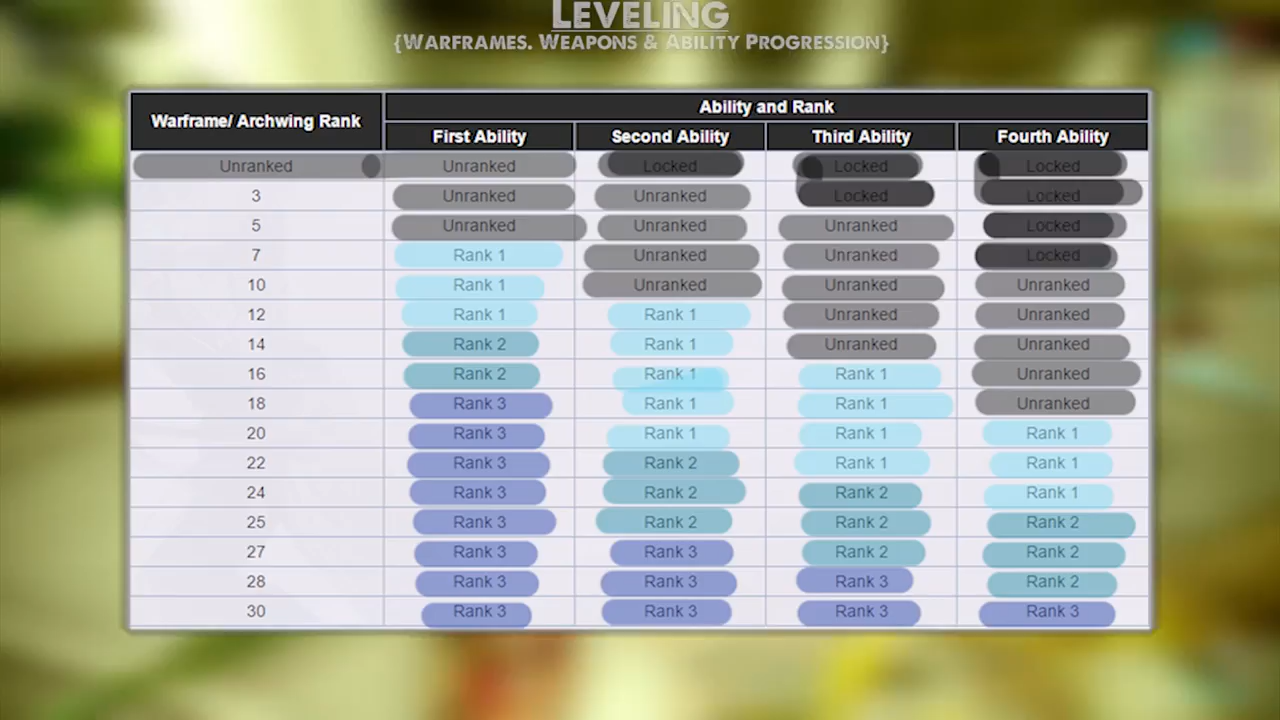 LEVELING
{WARFRAMES. WEAPONS & ABILITY PROGRESSION}
Warframe/ Archwing Rank Ability and Rank
First Ability Second Ability Third Ability Fourth Ability
Unranked Unranked Locked Locked Locked
3 Unranked Unranked Locked Locked
5 Unranked Unranked Unranked Locked
7 Rank 1 Unranked Unranked Locked
10 Rank 1 Unranked Unranked Unranked
12 Rank 1 Rank 1 Unranked Unranked
14 Rank 2 Rank 1 Unranked Unranked
16 Rank 2 Rank 1 Rank 1 Unranked
18 Rank 3 Rank 1 Rank 1 Unranked
20 Rank 3 Rank 1 Rank 1 Rank 1
22 Rank 3 Rank 2 Rank 1 Rank 1
24 Rank 3 Rank 2 Rank 2 Rank 1
25 Rank 3 Rank 2 Rank 2 Rank 2
27 Rank 3 Rank 3 Rank 2 Rank 2
28 Rank 3 Rank 3 Rank 3 Rank 2
30 Rank 3 Rank 3 Rank 3 Rank 3